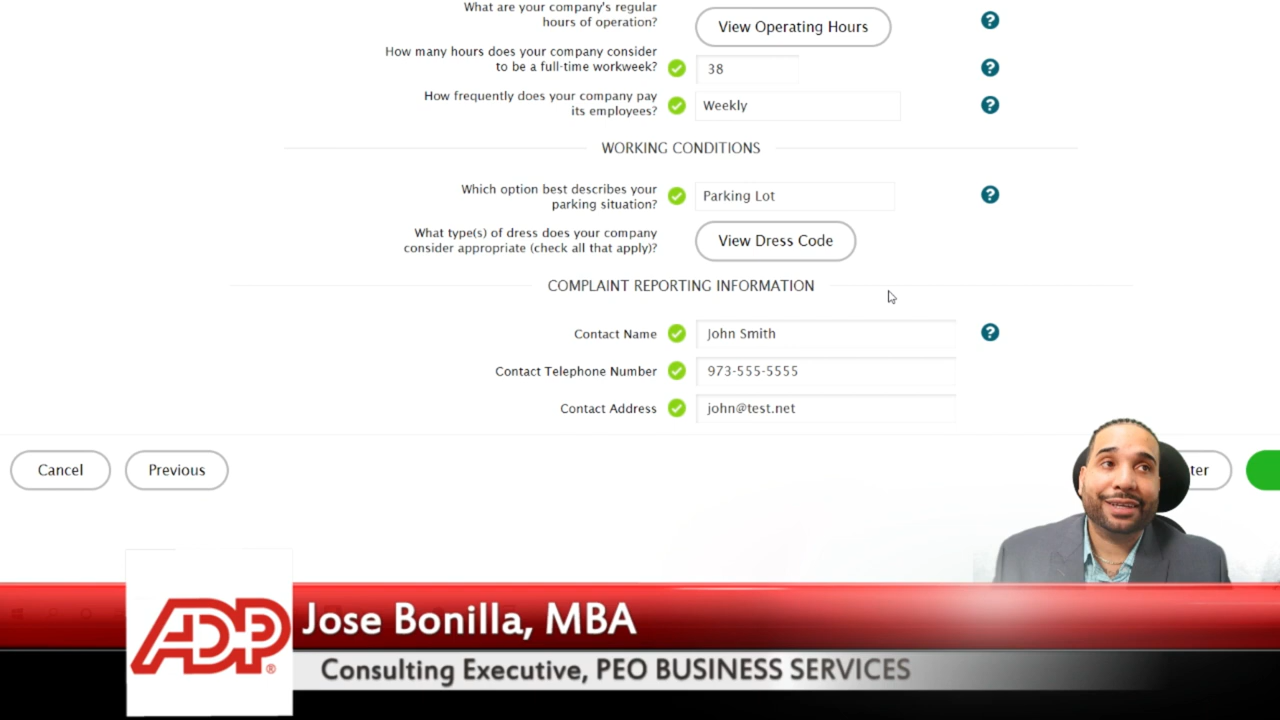 What are your company's regular
hours of operation?
View Operating Hours
?
How many hours does your company consider
to be a full-time workweek?
38
?
How frequently does your company pay
its employees?
Weekly
?
WORKING CONDITIONS
Which option best describes your
parking situation?
Parking Lot
?
What type(s) of dress does your company
consider appropriate (check all that apply)?
View Dress Code
COMPLAINT REPORTING INFORMATION
Contact Name
John Smith
?
Contact Telephone Number
973-555-5555
Contact Address
john@test.net
Cancel
Previous
ter
ADP®
Jose Bonilla, MBA
Consulting Executive, PEO BUSINESS SERVICES